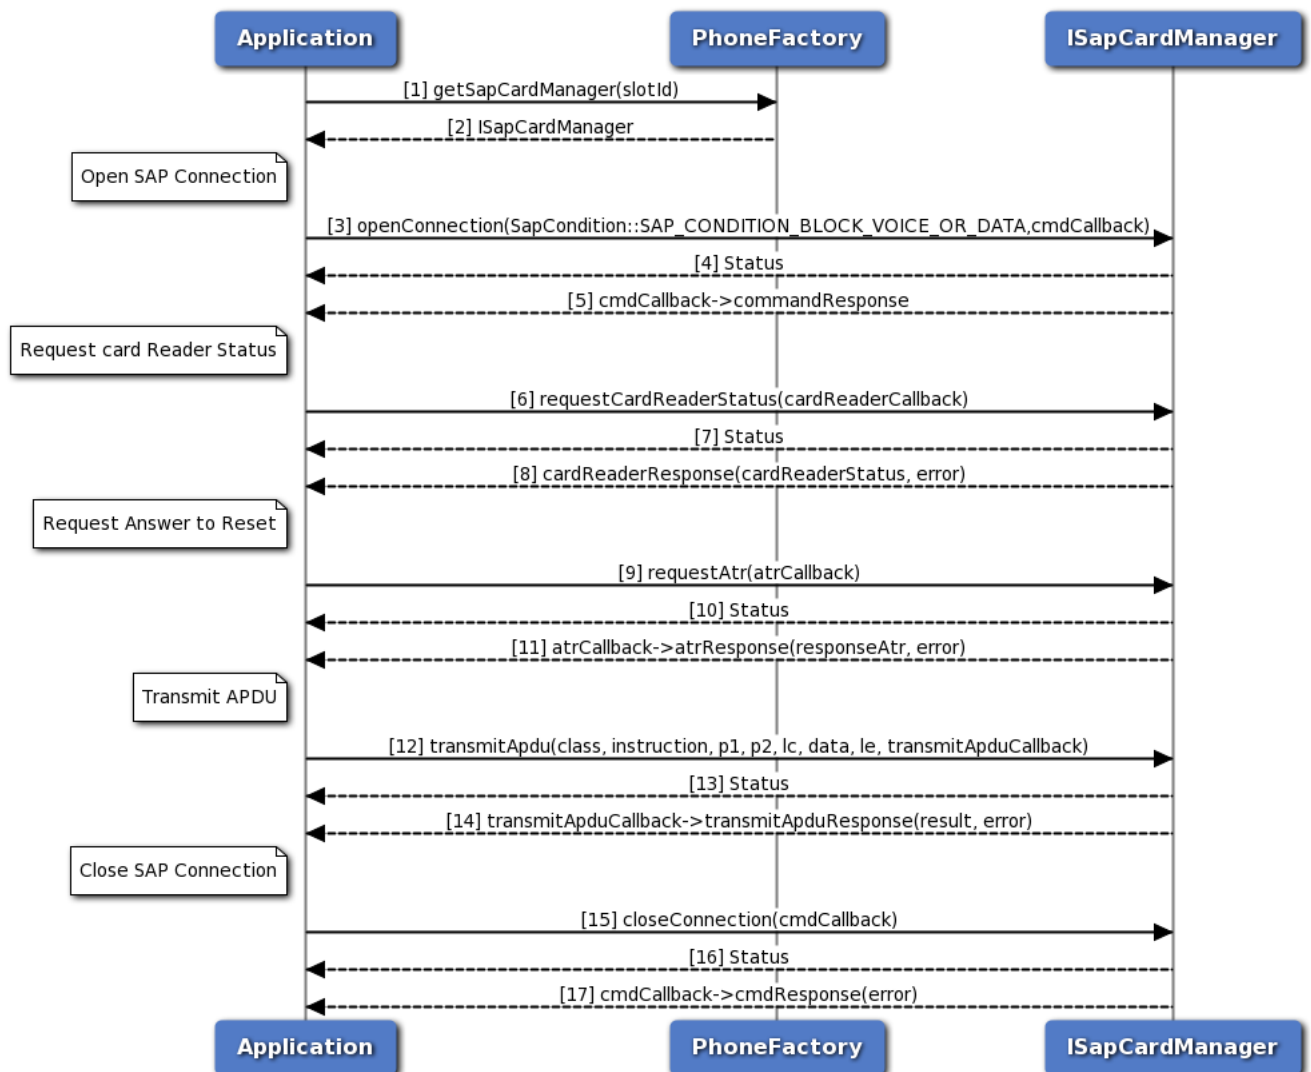 Application
PhoneFactory
ISapCardManager
[1] getSapCardManager(slotId)
[2] ISapCardManager
Open SAP Connection
[3] openConnection(SapCondition::SAP_CONDITION_BLOCK_VOICE_OR_DATA,cmdCallback)
[4] Status
[5] cmdCallback->commandResponse
Request card Reader Status
[6] requestCardReaderStatus(cardReaderCallback)
[7] Status
[8] cardReaderResponse(cardReaderStatus, error)
Request Answer to Reset
[9] requestAtr(atrCallback)
[10] Status
[11] atrCallback->atrResponse(responseAtr, error)
Transmit APDU
[12] transmitApdu(class, instruction, p1, p2, lc, data, le, transmitApduCallback)
[13] Status
[14] transmitApduCallback->transmitApduResponse(result, error)
Close SAP Connection
[15] closeConnection(cmdCallback)
[16] Status
[17] cmdCallback->cmdResponse(error)
Application
PhoneFactory
ISapCardManager